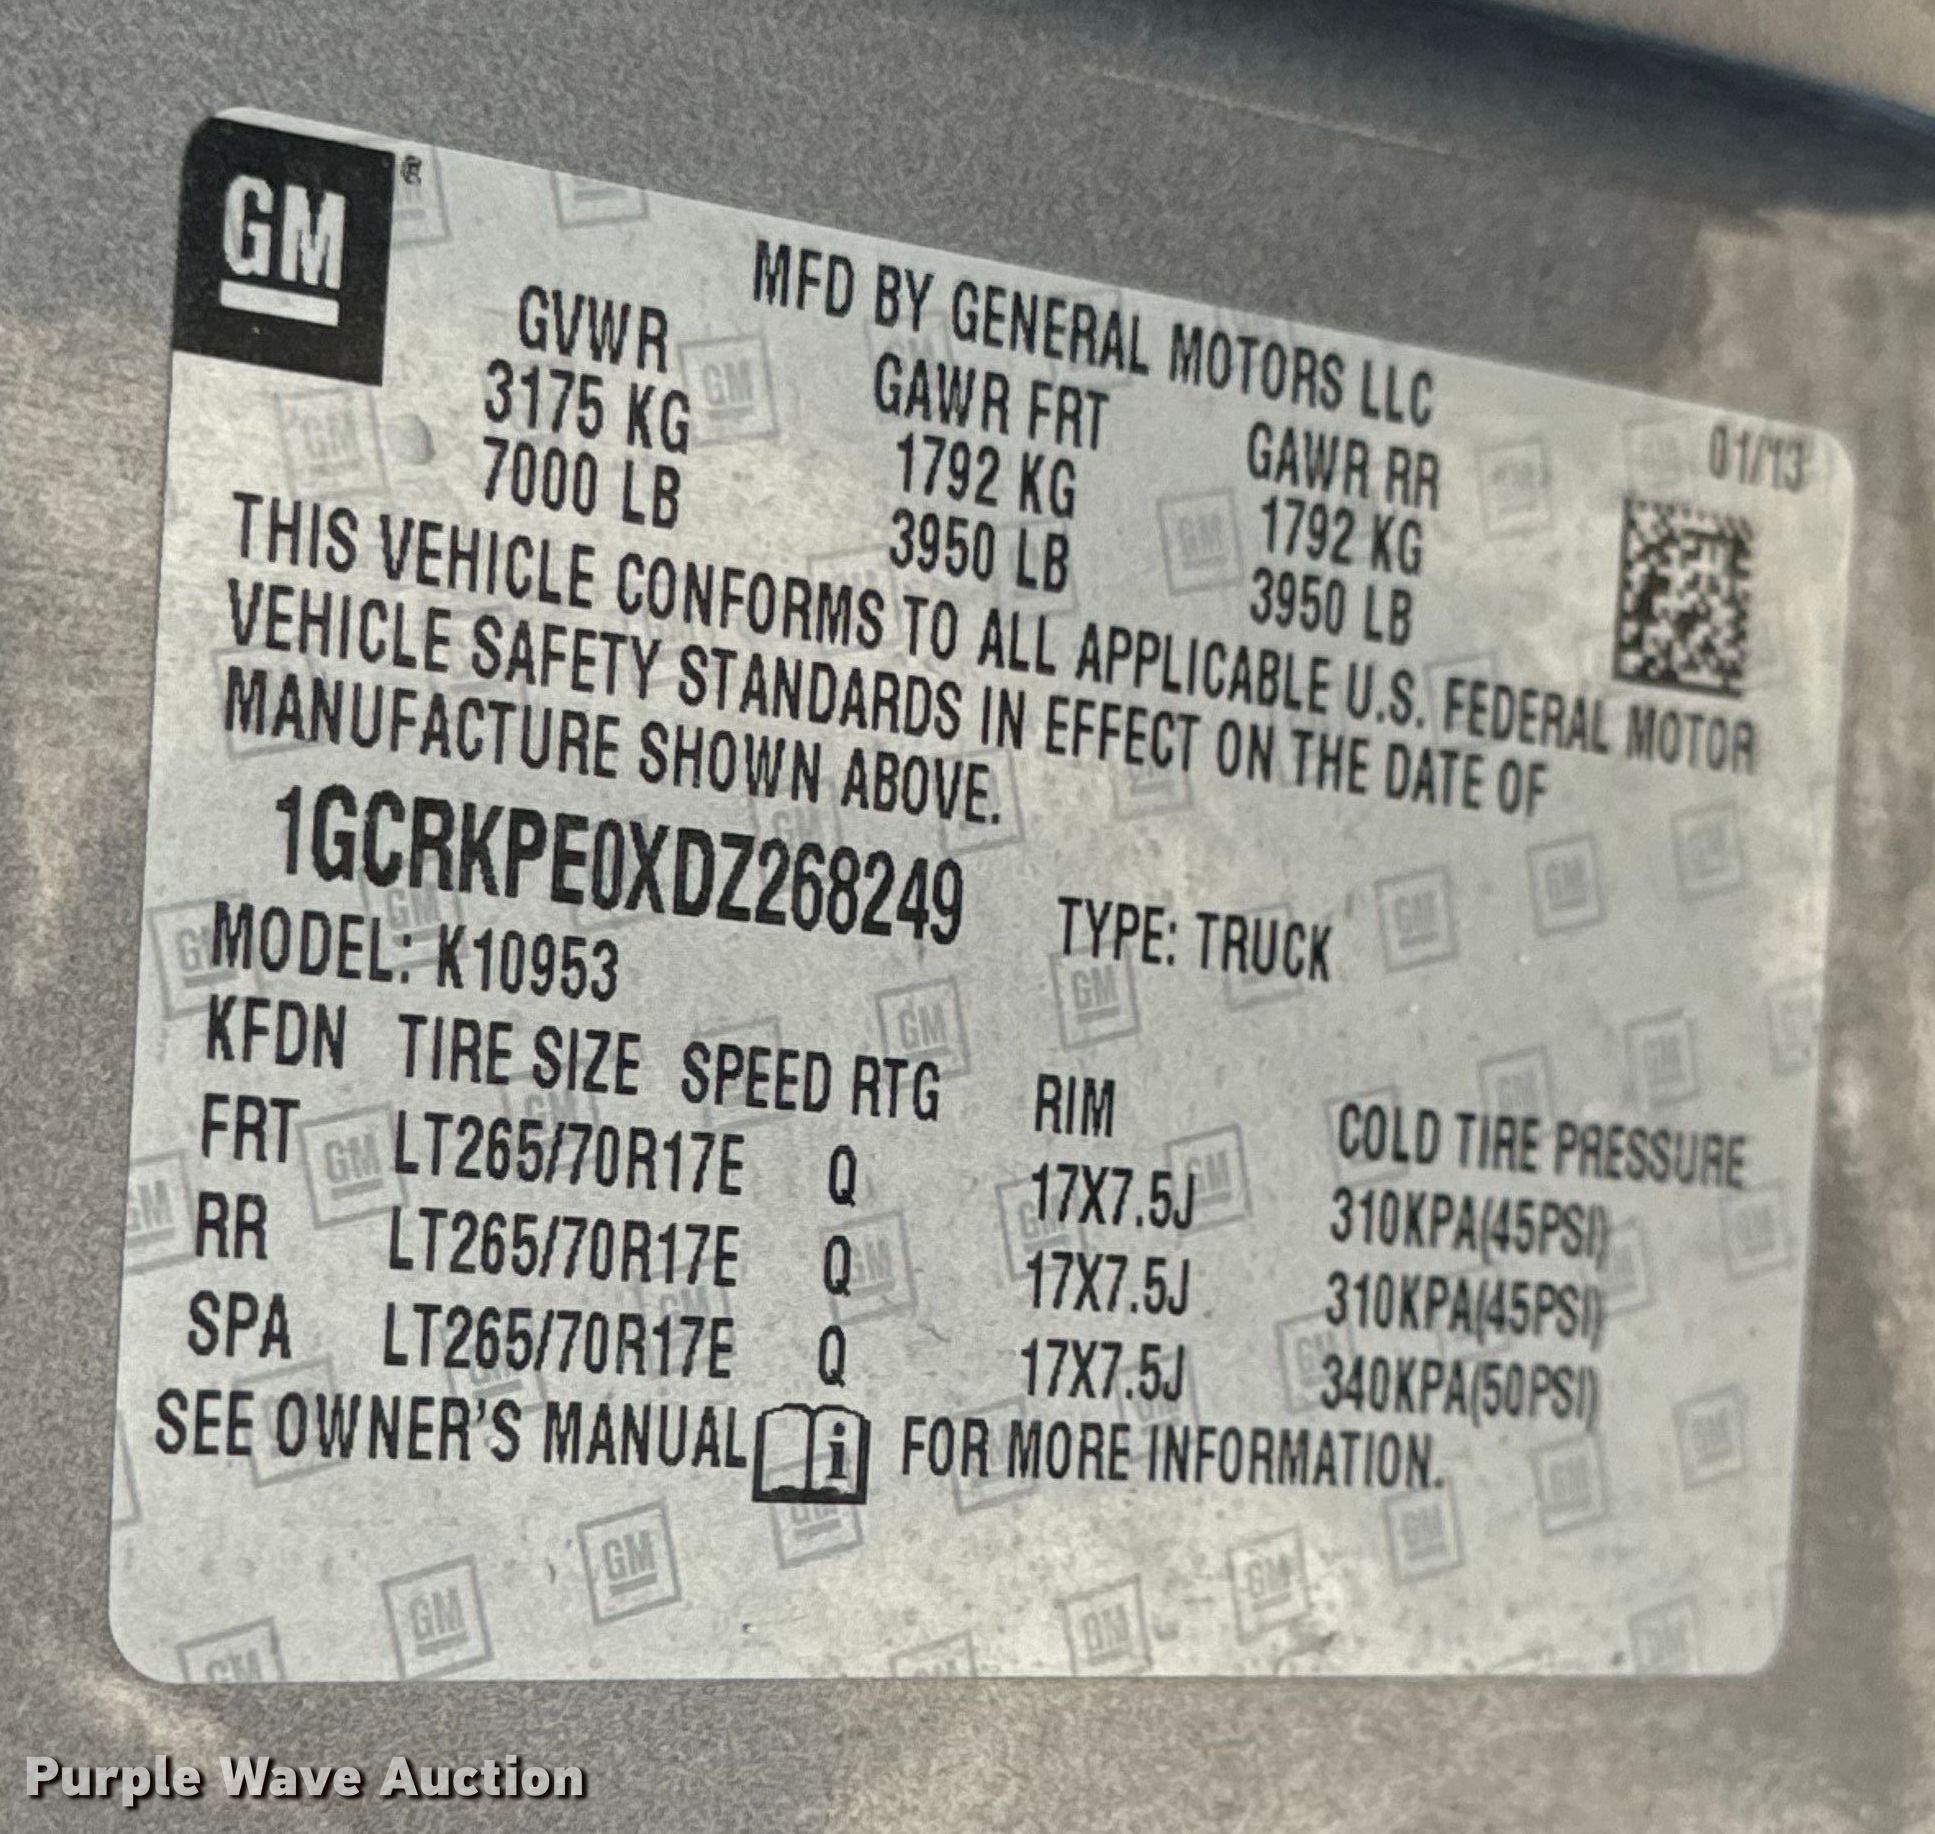 GM
MFD BY GENERAL MOTORS LLC
01/13
GVWR GAWR FRT GAWR RR
3175 KG 1792 KG 1792 KG
7000 LB 3950 LB 3950 LB
THIS VEHICLE CONFORMS TO ALL APPLICABLE U.S. FEDERAL MOTOR
VEHICLE SAFETY STANDARDS IN EFFECT ON THE DATE OF
MANUFACTURE SHOWN ABOVE.
1GCRKPE0XDZ268249 TYPE: TRUCK
MODEL: K10953
KFDN TIRE SIZE SPEED RTG RIM COLD TIRE PRESSURE
FRT LT265/70R17E Q 17X7.5J 310KPA(45PSI)
RR LT265/70R17E Q 17X7.5J 310KPA(45PSI)
SPA LT265/70R17E Q 17X7.5J 340KPA(50PSI)
SEE OWNER'S MANUAL i FOR MORE INFORMATION.
Purple Wave Auction